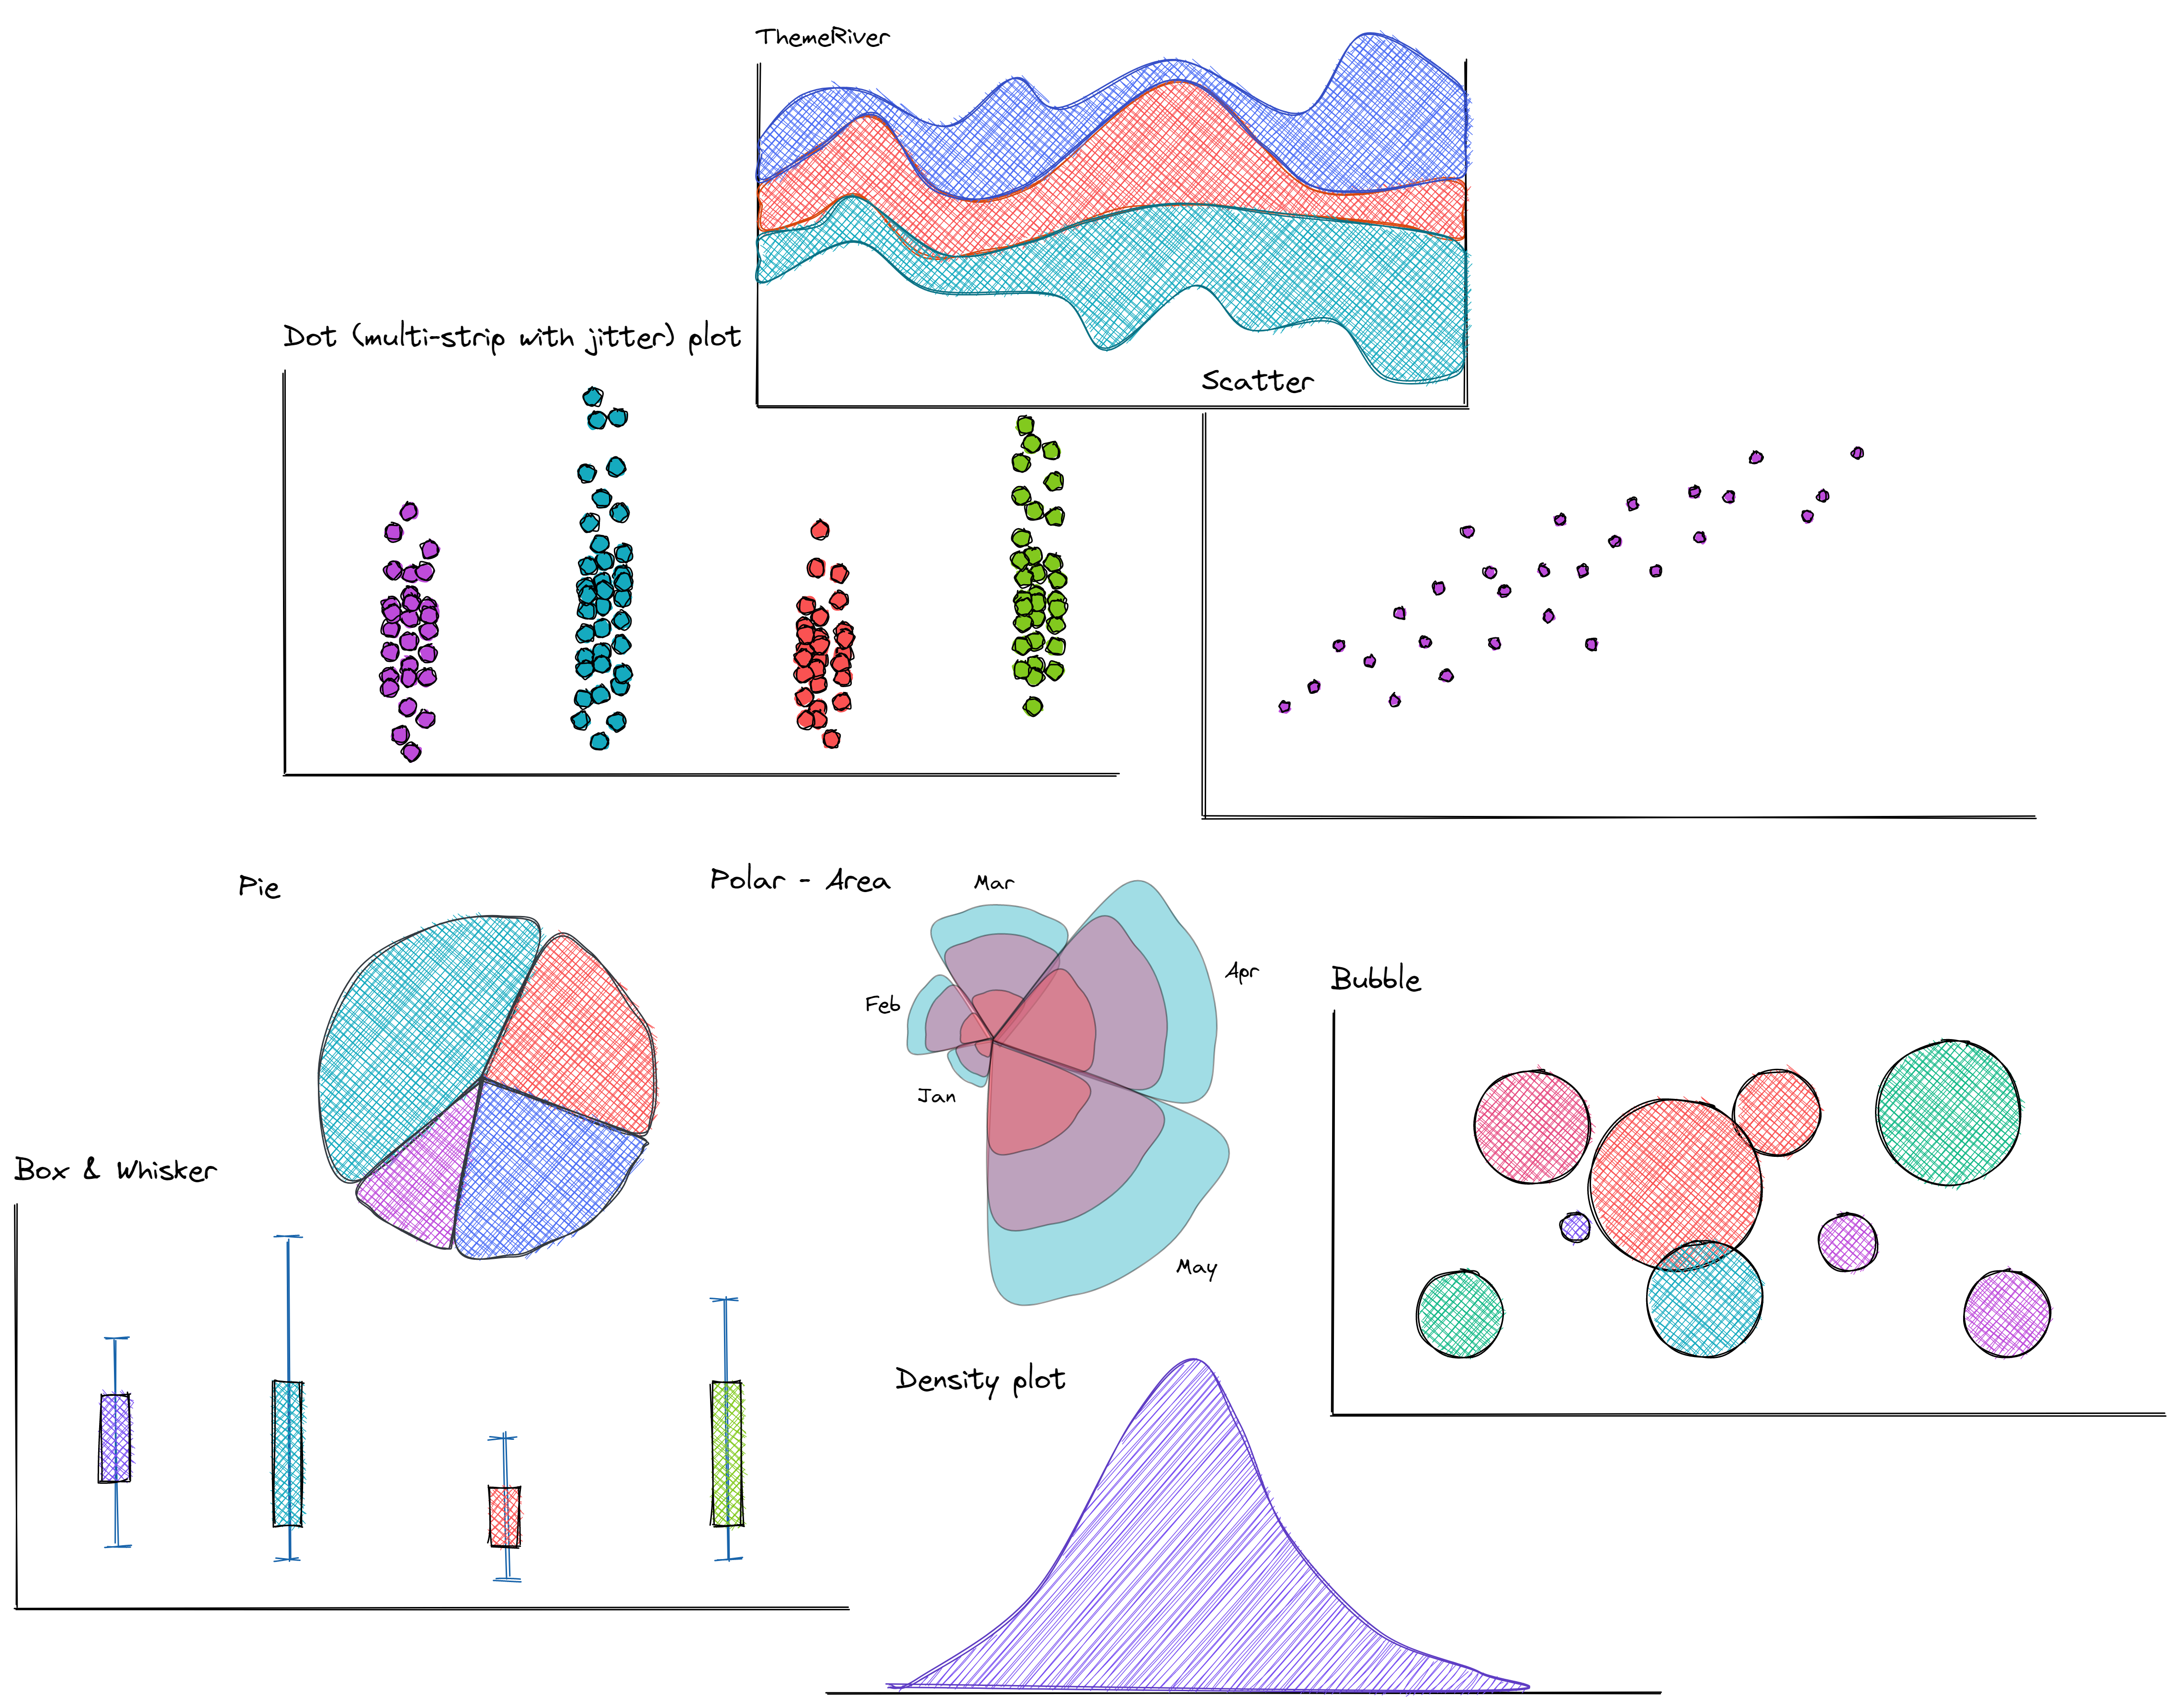 ThemeRiver
Dot (multi-strip with jitter) plot
Scatter
Pie
Polar - Area
Mar
Apr
Feb
Jan
May
Bubble
Box & Whisker
Density plot